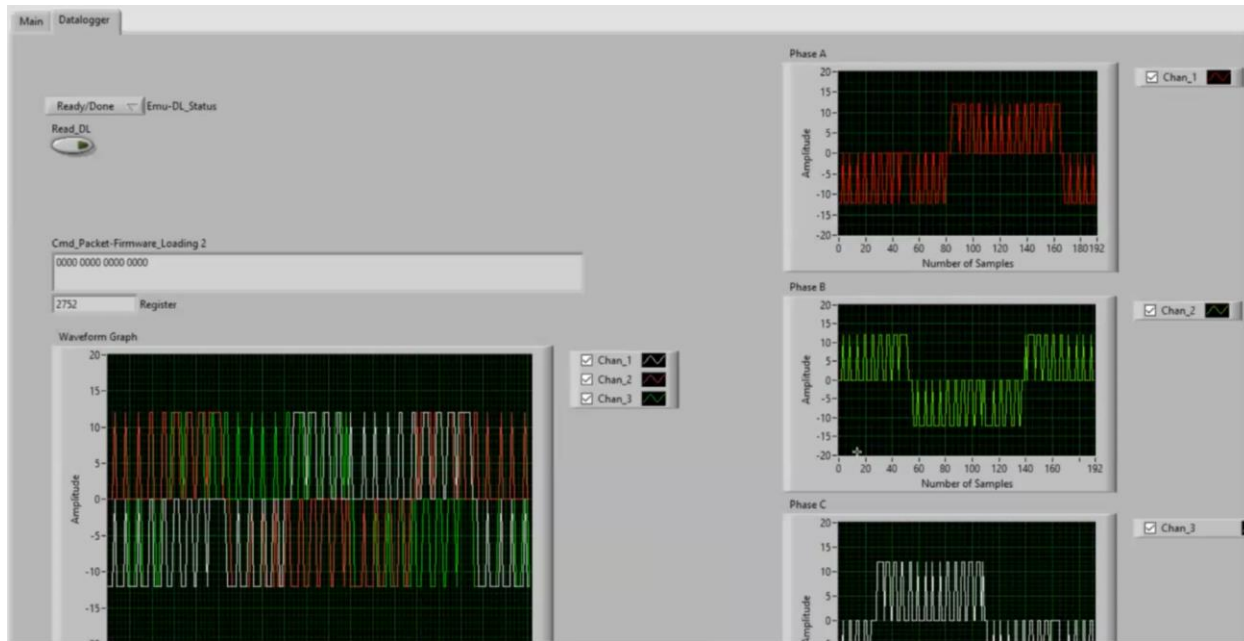 Main Datalogger
Ready/Done Emu-DL_Status
Read_DL
Cmd_Packet-Firmware_Loading 2
0000 0000 0000 0000
2752 Register
Waveform Graph
20
15
10
5
0
-5
-10
-15
Amplitude
Chan_1
Chan_2
Chan_3
Phase A
Chan_1
20
15
10
5
0
-5
-10
-15
-20
Amplitude
0 20 40 60 80 100 120 140 160 180 192
Number of Samples
Phase B
Chan_2
20
15
10
5
0
-5
-10
-15
-20
Amplitude
0 20 40 60 80 100 120 140 160 192
Number of Samples
Phase C
Chan_3
20
15
10
5
0
-5
Amplitude